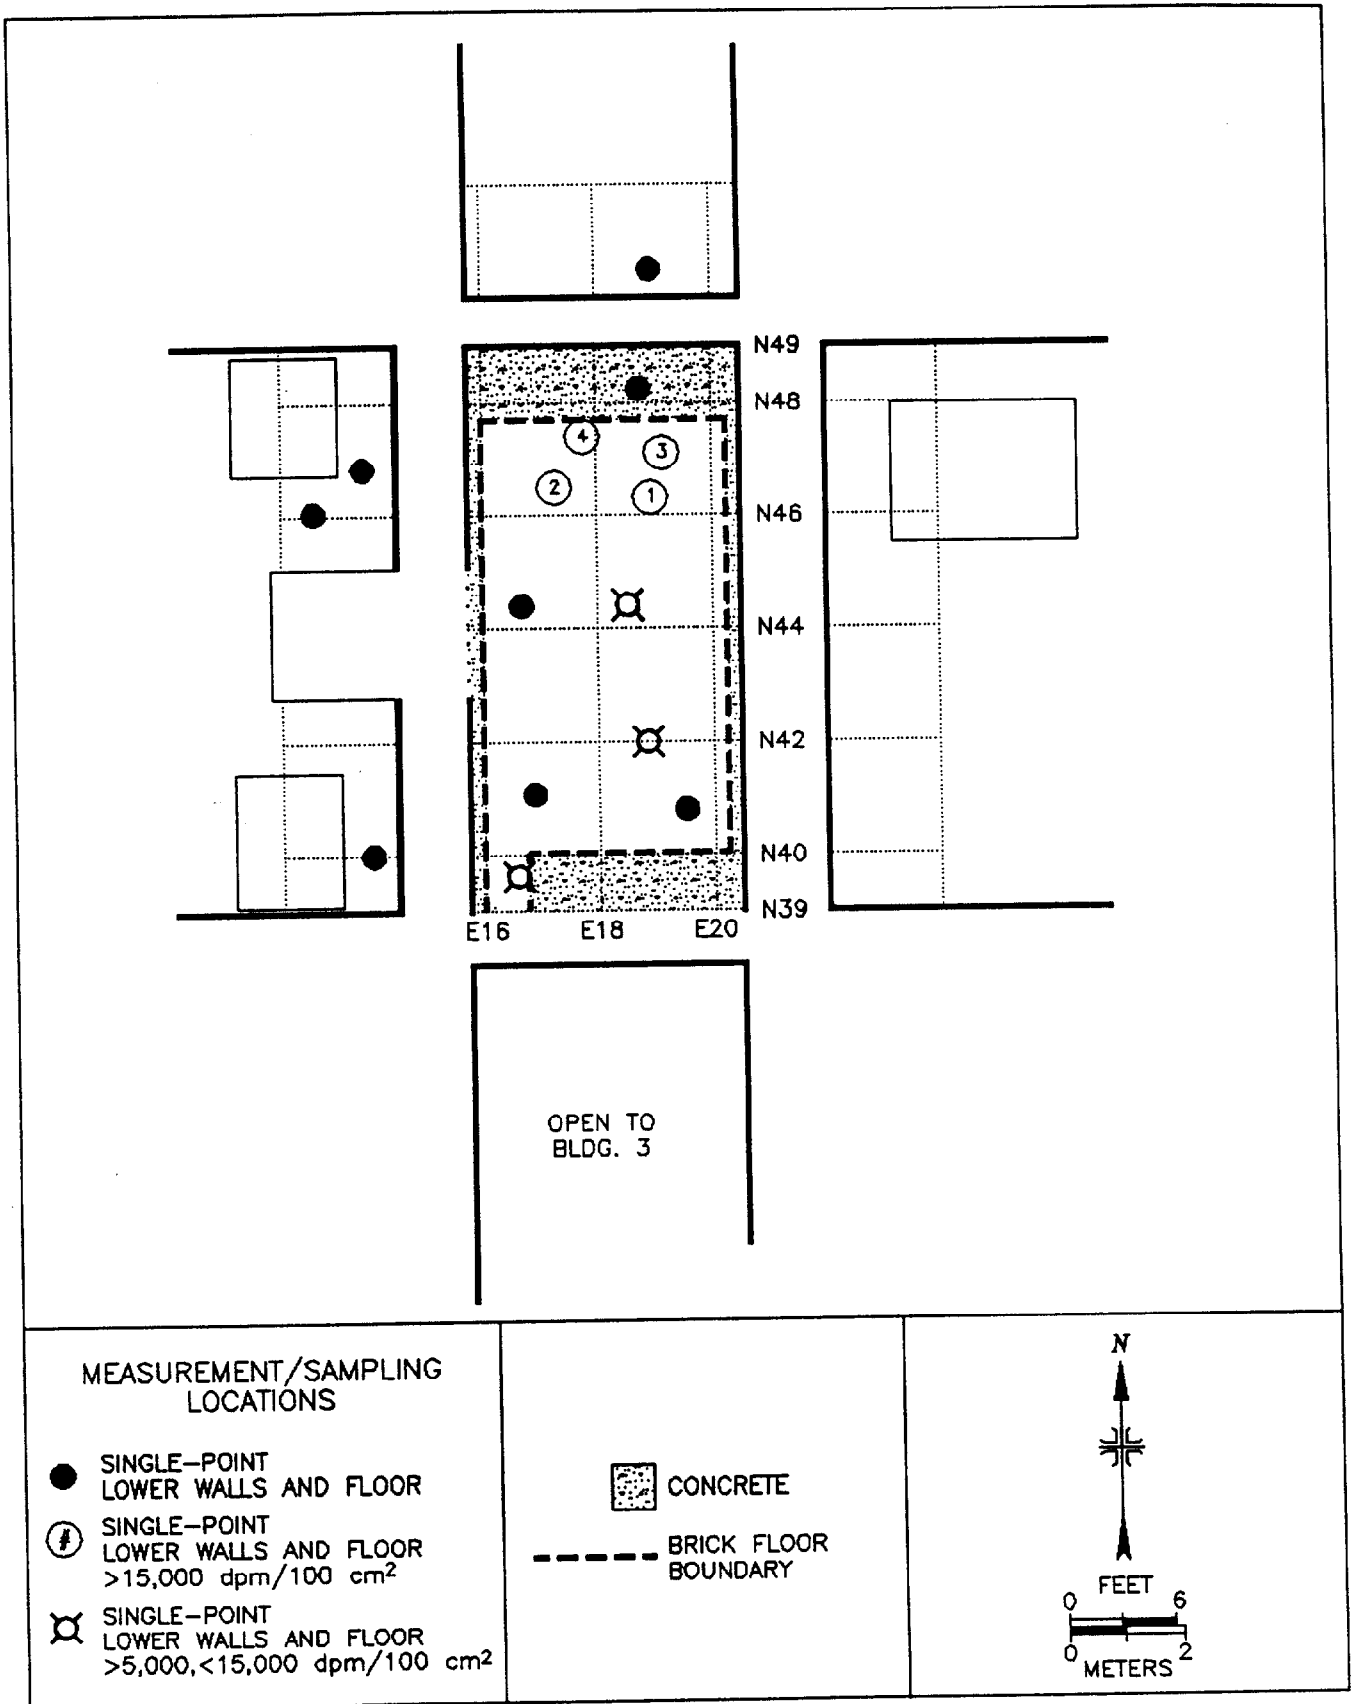 N49
N48
4
3
2
1
N46
N44
N42
N40
N39
E16 E18 E20
OPEN TO
BLDG. 3
MEASUREMENT/SAMPLING
LOCATIONS
SINGLE-POINT
LOWER WALLS AND FLOOR
#
SINGLE-POINT
LOWER WALLS AND FLOOR
>15,000 dpm/100 cm²
SINGLE-POINT
LOWER WALLS AND FLOOR
>5,000,<15,000 dpm/100 cm²
CONCRETE
BRICK FLOOR
BOUNDARY
N
FEET
0 6
0 2
METERS